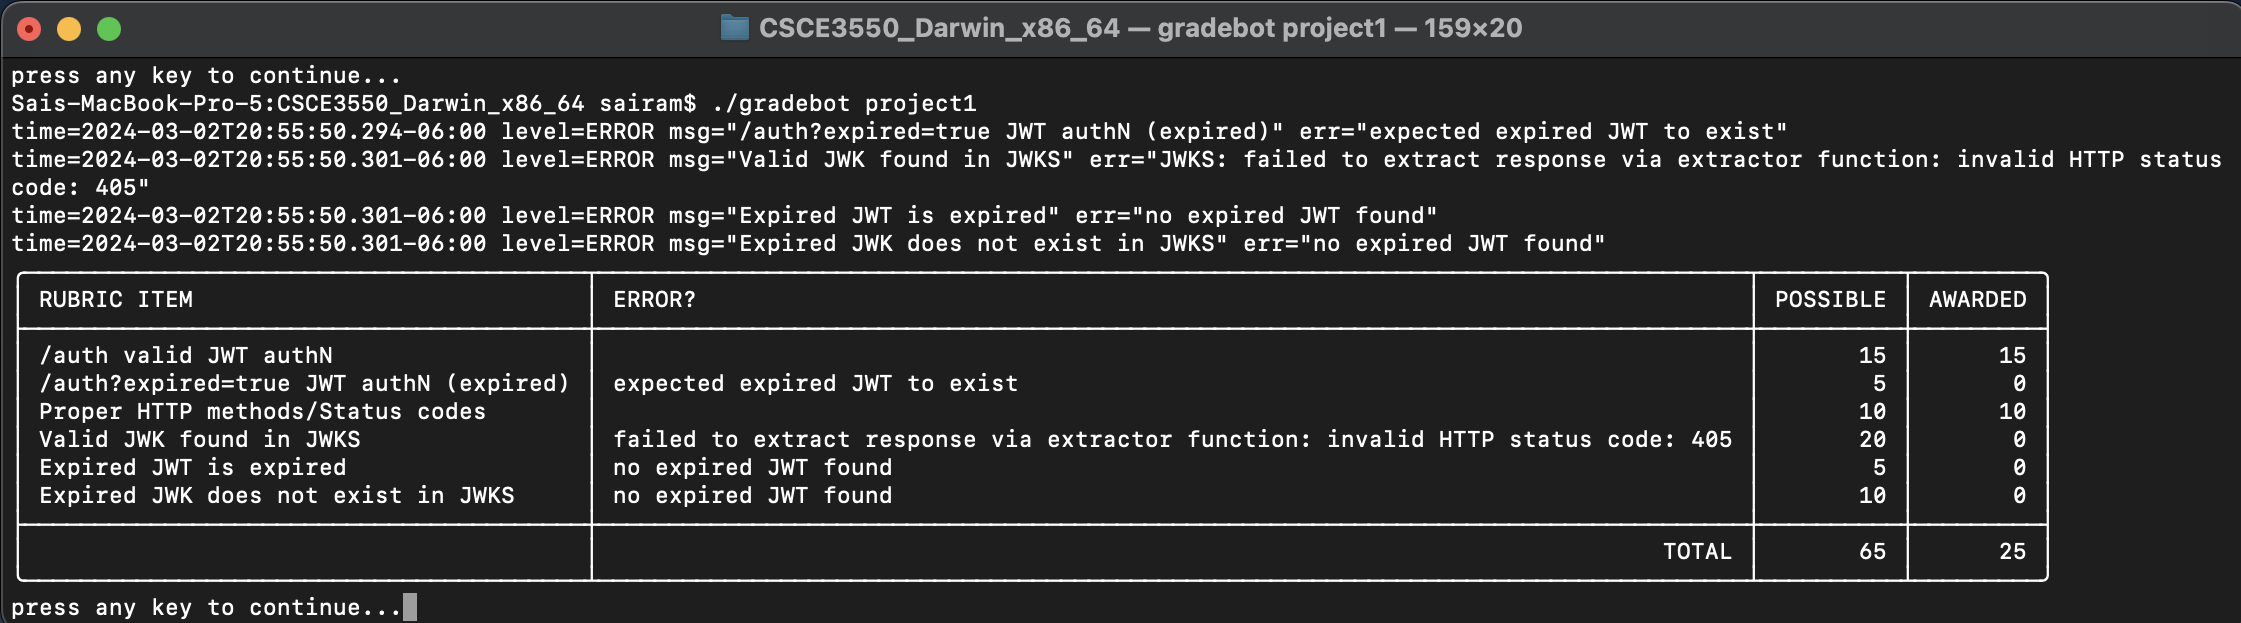 CSCE3550_Darwin_x86_64 — gradebot project1 — 159×20
press any key to continue...
Sais-MacBook-Pro-5:CSCE3550_Darwin_x86_64 sairam$ ./gradebot project1
time=2024-03-02T20:55:50.294-06:00 level=ERROR msg="/auth?expired=true JWT authN (expired)" err="expected expired JWT to exist"
time=2024-03-02T20:55:50.301-06:00 level=ERROR msg="Valid JWK found in JWKS" err="JWKS: failed to extract response via extractor function: invalid HTTP status
code: 405"
time=2024-03-02T20:55:50.301-06:00 level=ERROR msg="Expired JWT is expired" err="no expired JWT found"
time=2024-03-02T20:55:50.301-06:00 level=ERROR msg="Expired JWK does not exist in JWKS" err="no expired JWT found"
RUBRIC ITEM ERROR? POSSIBLE AWARDED
/auth valid JWT authN 15 15
/auth?expired=true JWT authN (expired) expected expired JWT to exist 5 0
Proper HTTP methods/Status codes 10 10
Valid JWK found in JWKS failed to extract response via extractor function: invalid HTTP status code: 405 20 0
Expired JWT is expired no expired JWT found 5 0
Expired JWK does not exist in JWKS no expired JWT found 10 0
TOTAL 65 25
press any key to continue...